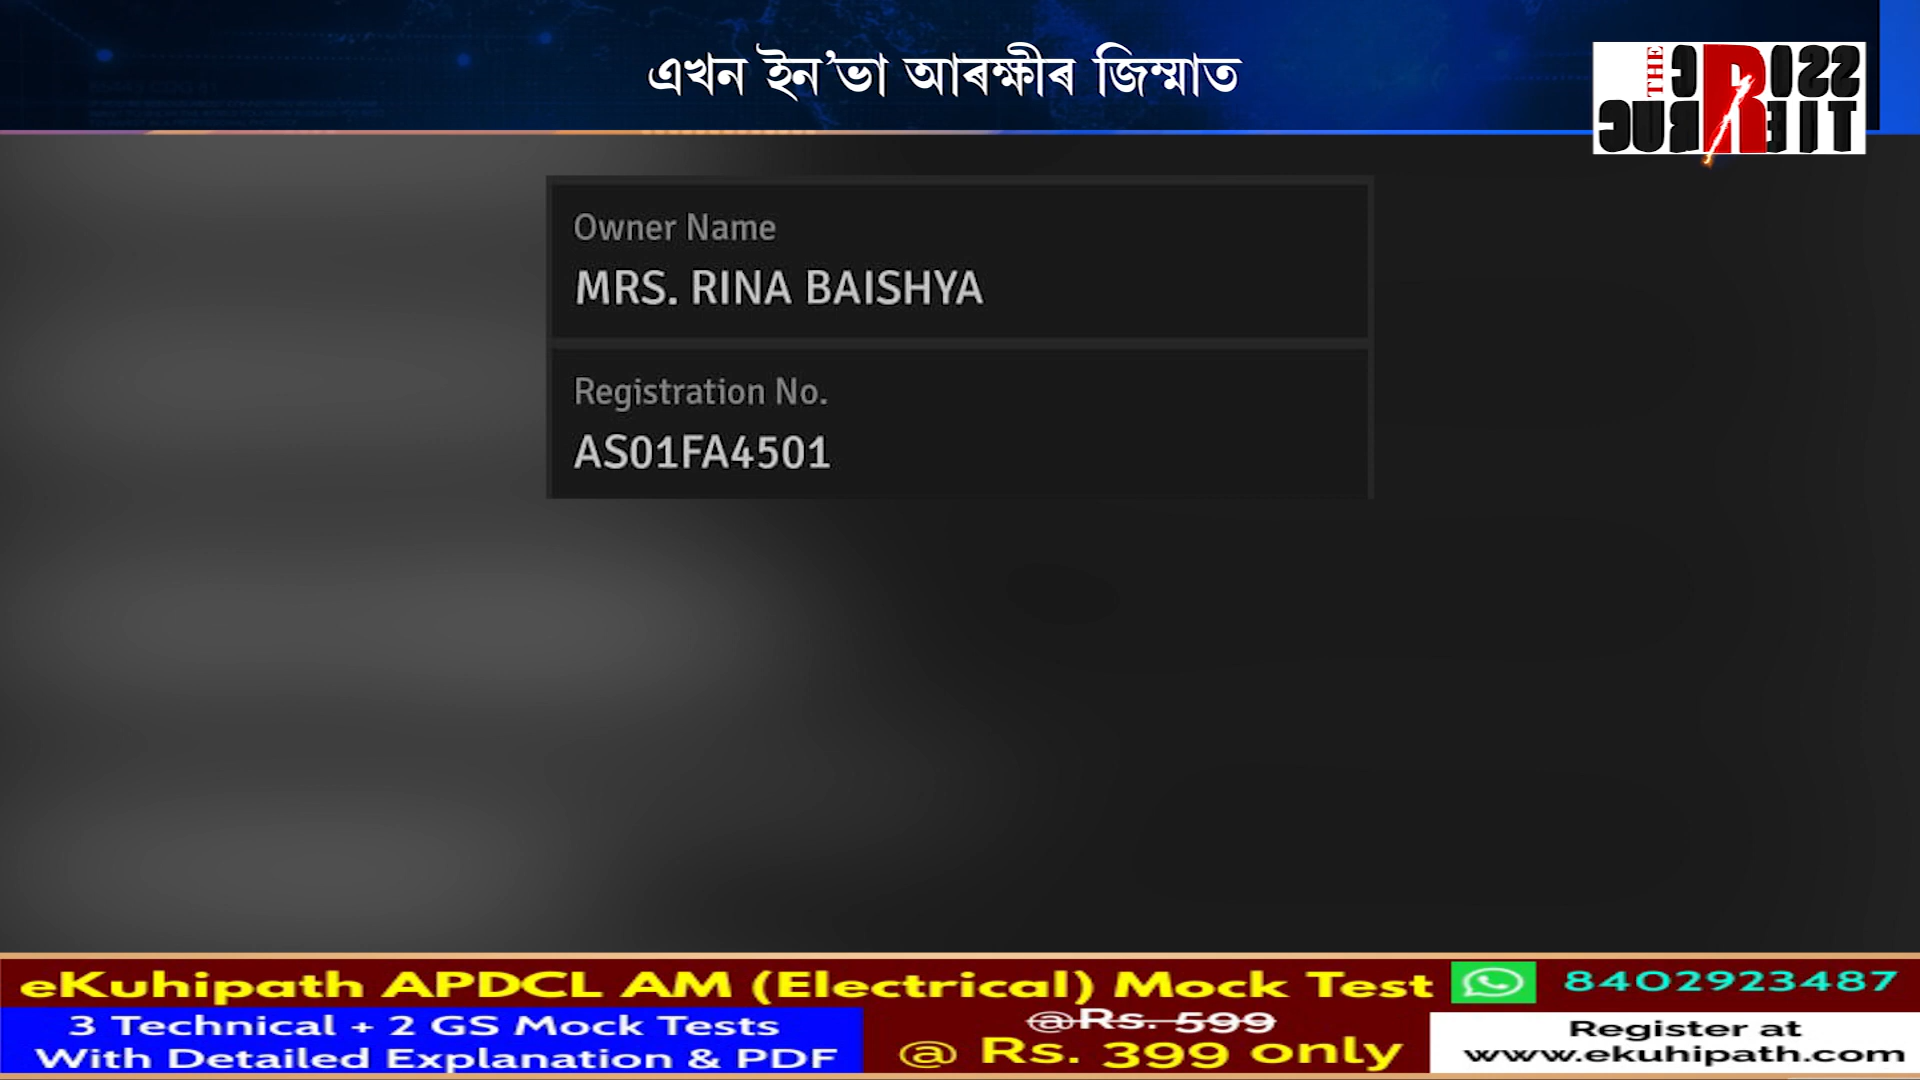 এখন ইন'ভা আৰক্ষীৰ জিম্মাত
THE
Owner Name
MRS. RINA BAISHYA
Registration No.
AS01FA4501
eKuhipath APDCL AM (Electrical) Mock Test
8402923487
3 Technical + 2 GS Mock Tests
With Detailed Explanation & PDF
@Rs. 599
@ Rs. 399 only
Register at
www.ekuhipath.com